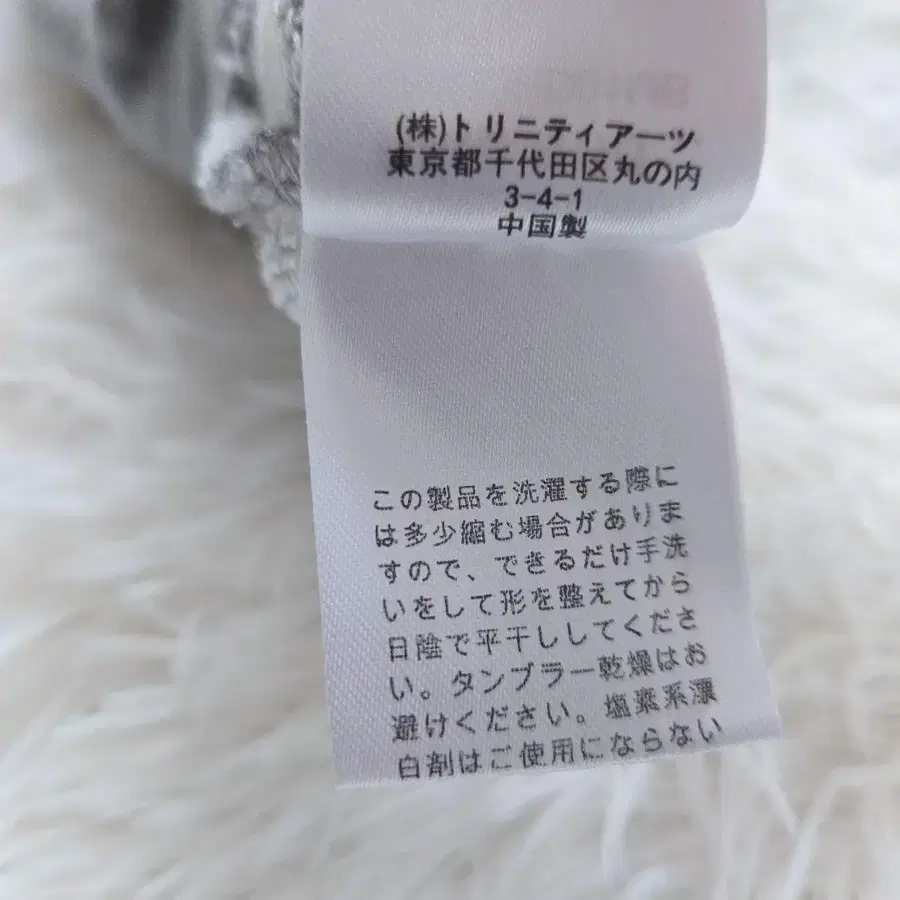 (株)トリニティアーツ
東京都千代田区丸の内
3-4-1
中国製
この製品を洗濯する際に
は多少縮む場合がありま
すので、できるだけ手洗
いをして形を整えてから
日陰で平干ししてくださ
い。タンブラー乾燥はお
避けください。塩素系漂
白剤はご使用にならない